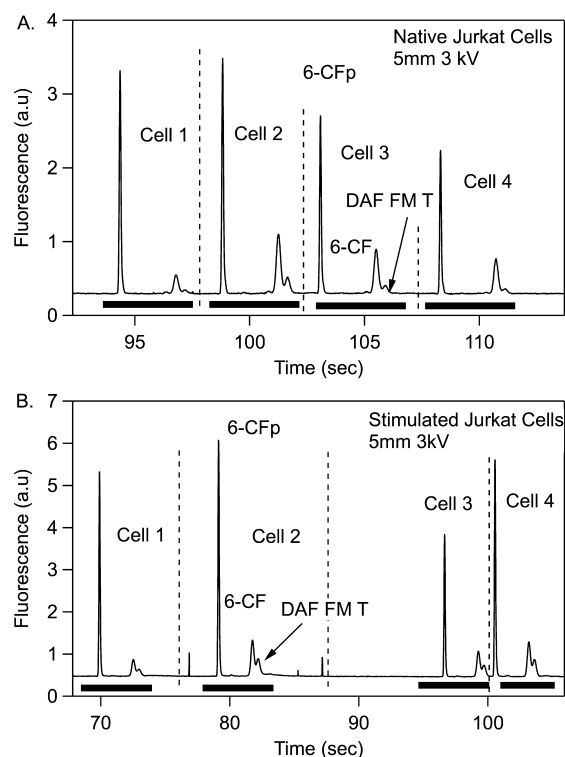 A.
Native Jurkat Cells
5mm 3 kV
4
3
2
1
0
Fluorescence (a.u)
6-CFp
Cell 1
Cell 2
Cell 3
Cell 4
DAF FM T
6-CF
95
100
105
110
Time (sec)
B.
Stimulated Jurkat Cells
5mm 3kV
7
6
5
4
3
2
1
0
Fluorescence (a.u)
6-CFp
Cell 1
Cell 2
Cell 3
Cell 4
6-CF
DAF FM T
70
80
90
100
Time (sec)